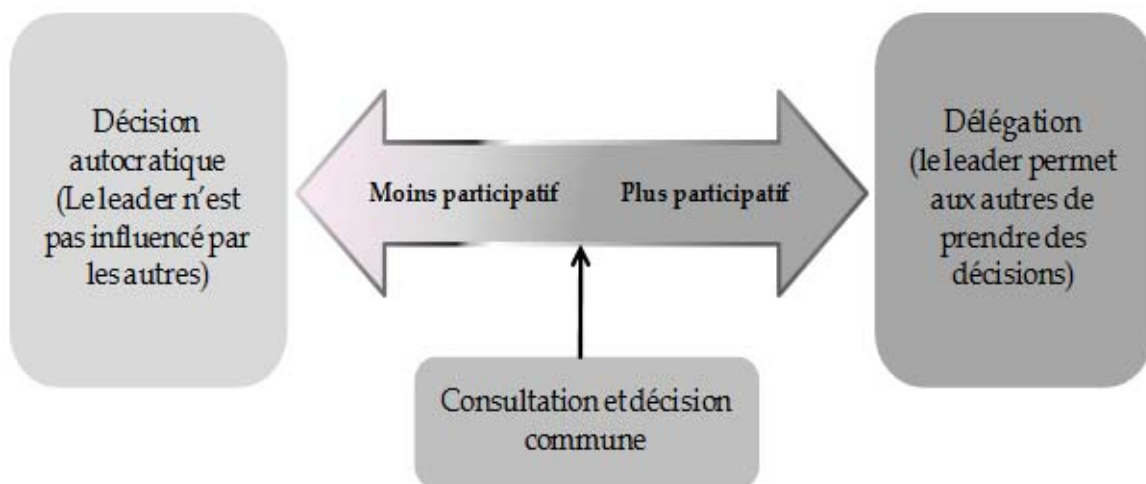 Décision
autocratique
(Le leader n'est
pas influencé par
les autres)
Moins participatif
Plus participatif
Délégation
(le leader permet
aux autres de
prendre des
décisions)
Consultation et décision
commune